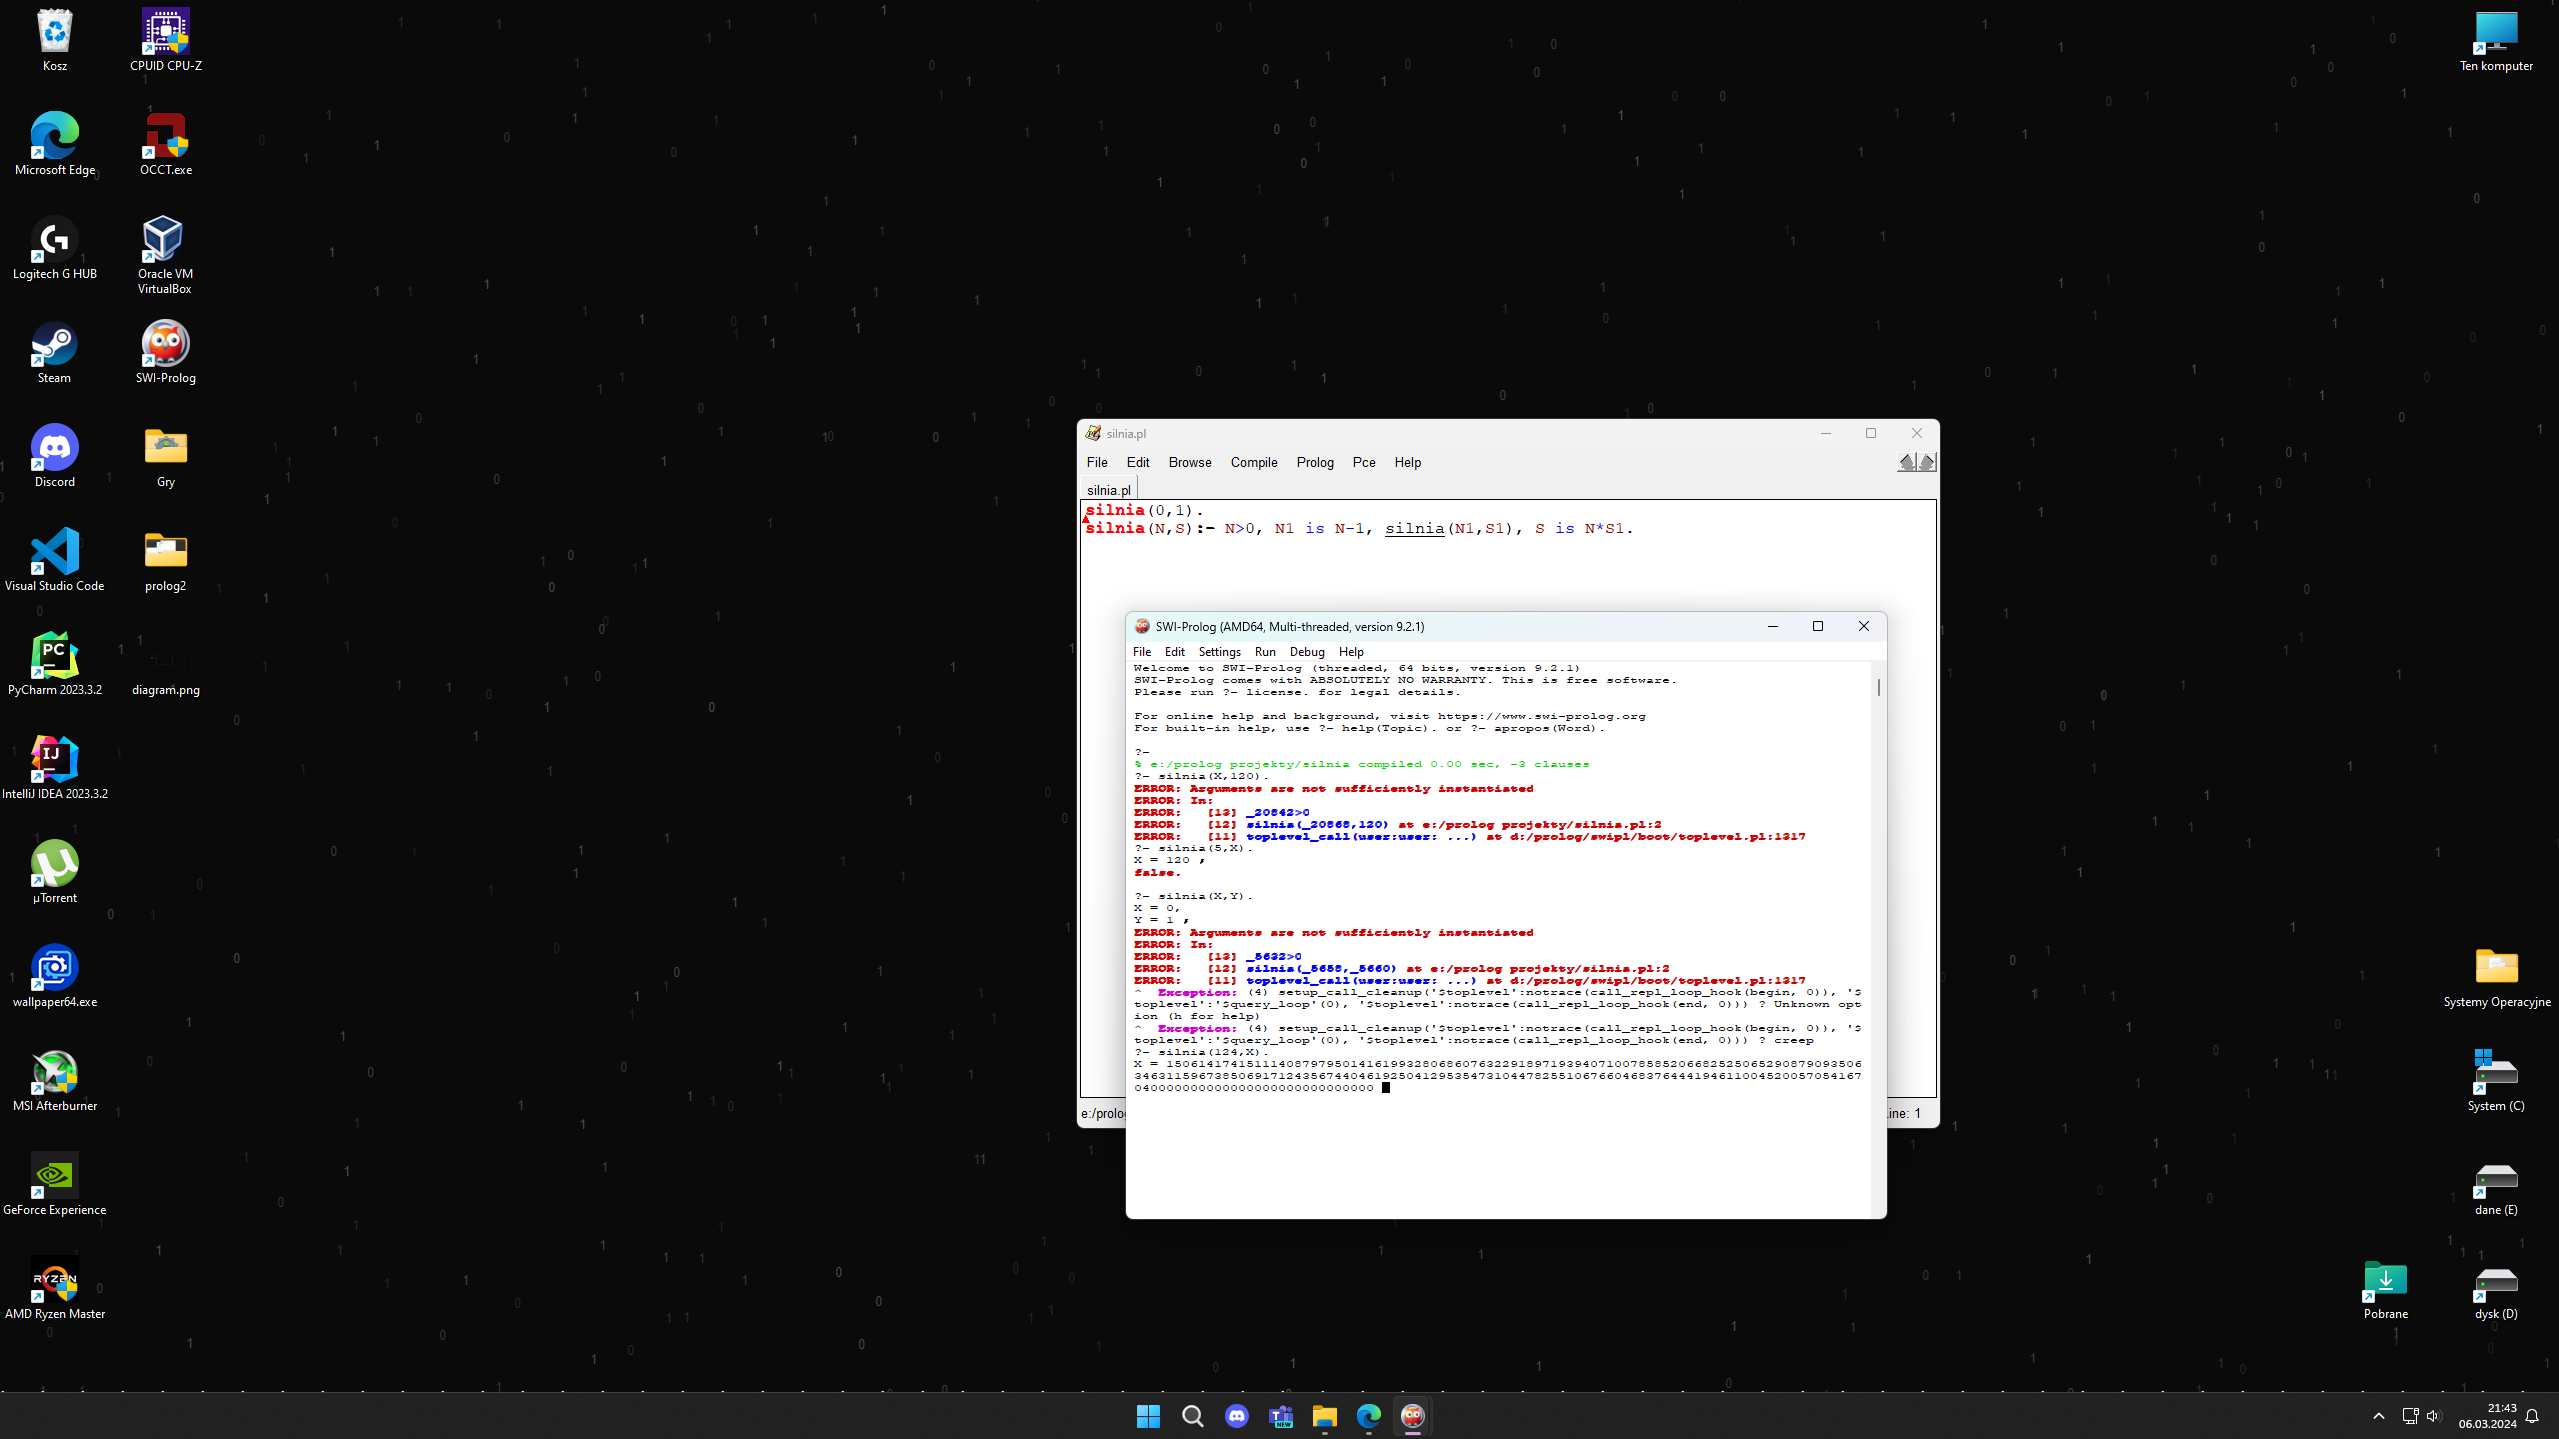 Kosz
CPUID CPU-Z
Ten komputer
Microsoft Edge
OCCT.exe
Logitech G HUB
Oracle VM
VirtualBox
Steam
SWI-Prolog
Discord
Gry
Visual Studio Code
prolog2
PyCharm 2023.3.2
diagram.png
IntelliJ IDEA 2023.3.2
µTorrent
wallpaper64.exe
MSI Afterburner
GeForce Experience
AMD Ryzen Master
silnia.pl
File Edit Browse Compile Prolog Pce Help
silnia.pl
silnia(0,1).
silnia(N,S):- N>0, N1 is N-1, silnia(N1,S1), S is N*S1.
e:/prolog
Line: 1
SWI-Prolog (AMD64, Multi-threaded, version 9.2.1)
File Edit Settings Run Debug Help
Welcome to SWI-Prolog (threaded, 64 bits, version 9.2.1)
SWI-Prolog comes with ABSOLUTELY NO WARRANTY. This is free software.
Please run ?- license. for legal details.
For online help and background, visit https://www.swi-prolog.org
For built-in help, use ?- help(Topic). or ?- apropos(Word).
?-
% e:/prolog projekty/silnia compiled 0.00 sec, -3 clauses
?- silnia(X,120).
ERROR: Arguments are not sufficiently instantiated
ERROR: In:
ERROR: [13] _20842>0
ERROR: [12] silnia(_20868,120) at e:/prolog projekty/silnia.pl:2
ERROR: [11] toplevel_call(user:user: ...) at d:/prolog/swipl/boot/toplevel.pl:1317
?- silnia(5,X).
X = 120 ;
false.
?- silnia(X,Y).
X = 0,
Y = 1 ;
ERROR: Arguments are not sufficiently instantiated
ERROR: In:
ERROR: [13] _5632>0
ERROR: [12] silnia(_5658,_5660) at e:/prolog projekty/silnia.pl:2
ERROR: [11] toplevel_call(user:user: ...) at d:/prolog/swipl/boot/toplevel.pl:1317
^ Exception: (4) setup_call_cleanup('$toplevel':notrace(call_repl_loop_hook(begin, 0)), '$
toplevel':'$query_loop'(0), '$toplevel':notrace(call_repl_loop_hook(end, 0))) ? Unknown opt
ion (h for help)
^ Exception: (4) setup_call_cleanup('$toplevel':notrace(call_repl_loop_hook(begin, 0)), '$
toplevel':'$query_loop'(0), '$toplevel':notrace(call_repl_loop_hook(end, 0))) ? creep
?- silnia(124,X).
X = 150614174151114087979501416199328068607632291897193940710078585206682525065290879093506
346311596738506917124356744046192504129535473104478255106766046837644419461100452005705416​7
040000000000000000000000000000
Systemy Operacyjne
System (C)
dane (E)
Pobrane
dysk (D)
21:43
06.03.2024